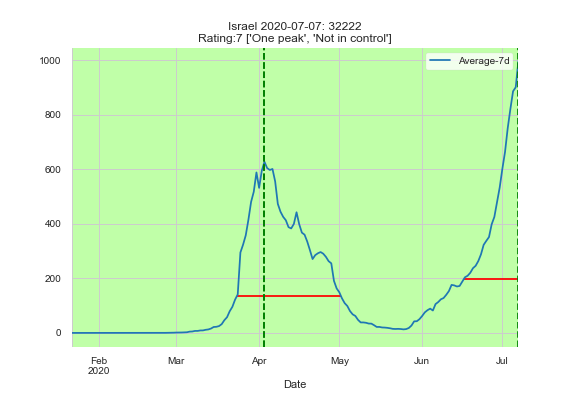 Israel 2020-07-07: 32222
Rating:7 ['One peak', 'Not in control']
Average-7d
1000
800
600
400
200
0
Feb
2020
Mar
Apr
May
Jun
Jul
Date